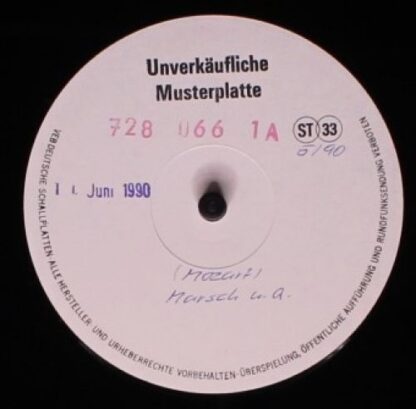 Unverkäufliche
Musterplatte
728 066 1A ST 33
5/90
11. Juni 1990
(Mozart)
Marsch u.a.
VEB DEUTSCHE SCHALLPLATTEN · ALLE HERSTELLER- UND URHEBERRECHTE VORBEHALTEN · ÜBERSPIELUNG, ÖFFENTLICHE AUFFÜHRUNG UND RUNDFUNKSENDUNG VERBOTEN